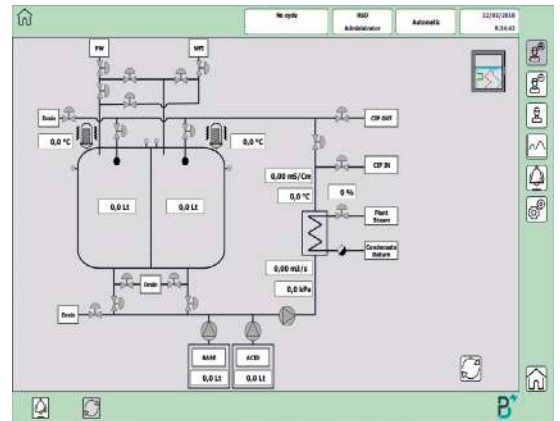 No cycle
RED
Administrator
Automatic
22/02/2018
PW
WFI
Drain
CIP OUT
0,0 °C
0,0 °C
CIP IN
0,00 mS/Cm
0,0 °C
0 %
0,0 Lt
0,0 Lt
Plant
Steam
Condensate
Return
0,00 m3/s
0,0 kPa
Drain
Drain
BASE
ACID
0,0 Lt
0,0 Lt